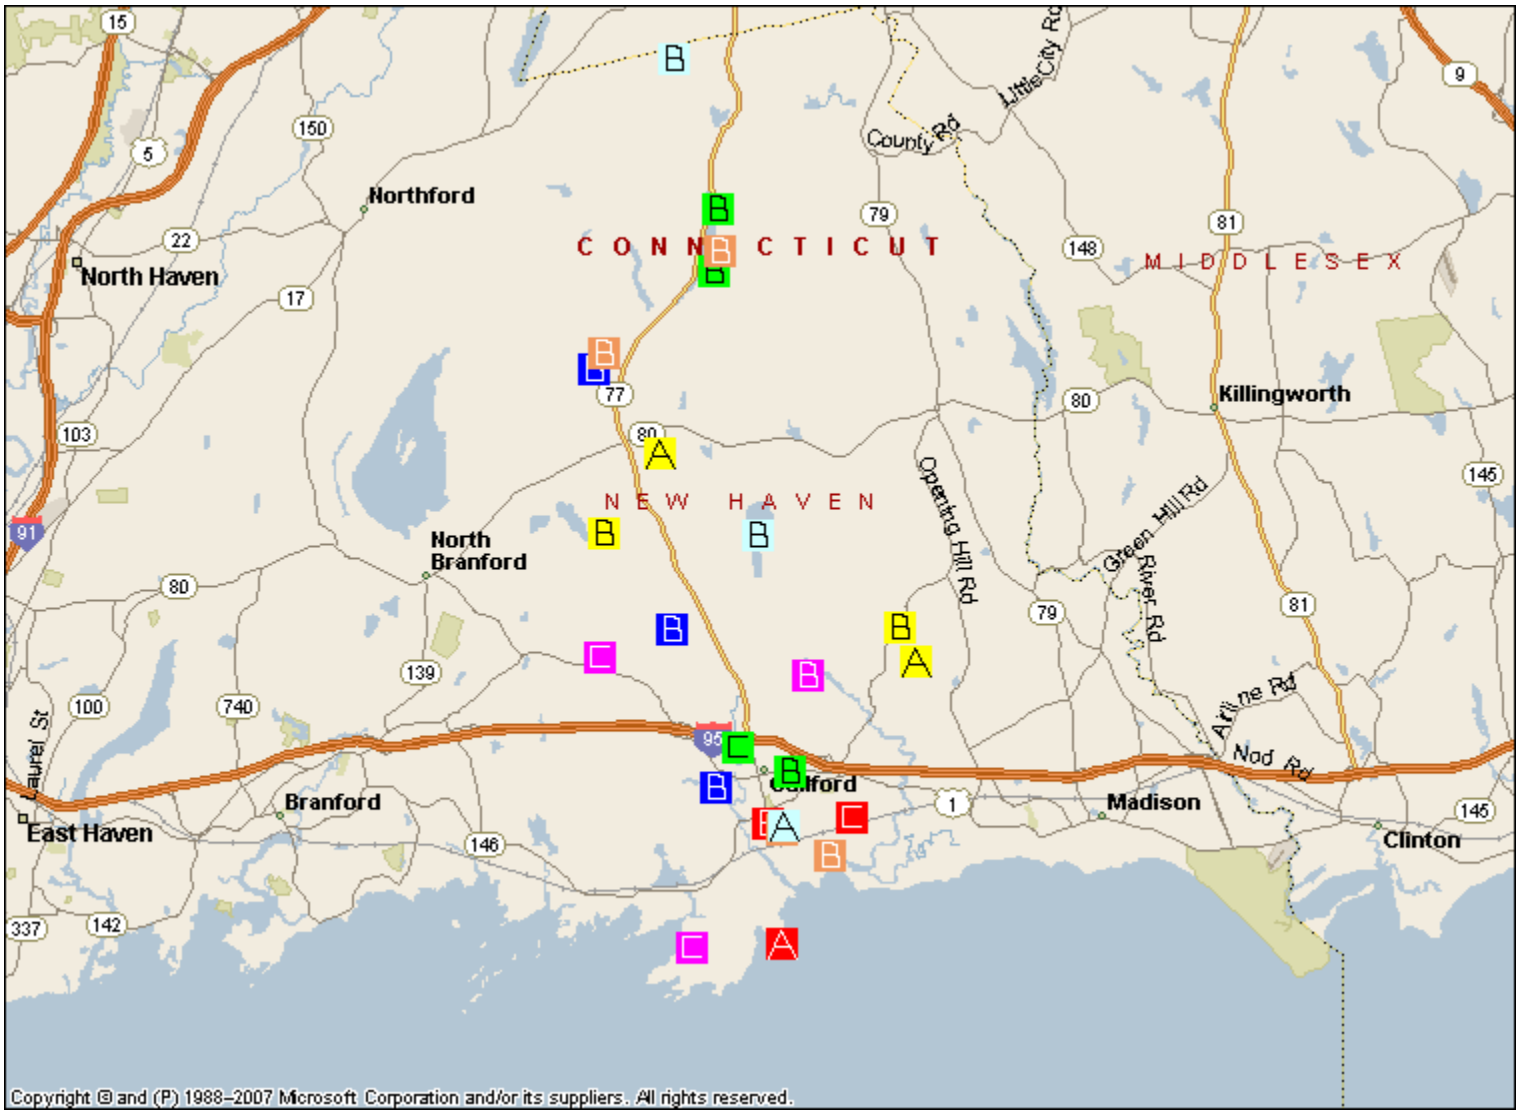 15
B
9
LittleCity Rd
County Rd
150
5
Northford
B
79
81
22
CONNECTICUT
B
148
MIDDLESEX
North Haven
B
17
B
77
80
Killingworth
103
80
A
145
NEW HAVEN
Opening Hill Rd
Green Hill Rd
91
B
B
North
Branford
River Rd
80
79
81
B
B
C
A
139
B
100
740
Laurel St
95
C
Nod Rd
B
B
Branford
1
Madison
145
East Haven
A
C
Clinton
146
B
337
142
C
A
Copyright © and (P) 1988–2007 Microsoft Corporation and/or its suppliers. All rights reserved.